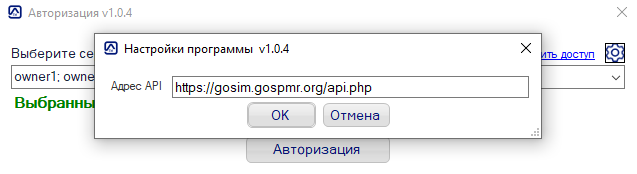 Авторизация v1.0.4
Настройки программы v1.0.4
Выберите се
ить доступ
Адрес API
https://gosim.gospmr.org/api.php
owner1; owne
Выбранны
OK
Отмена
Авторизация